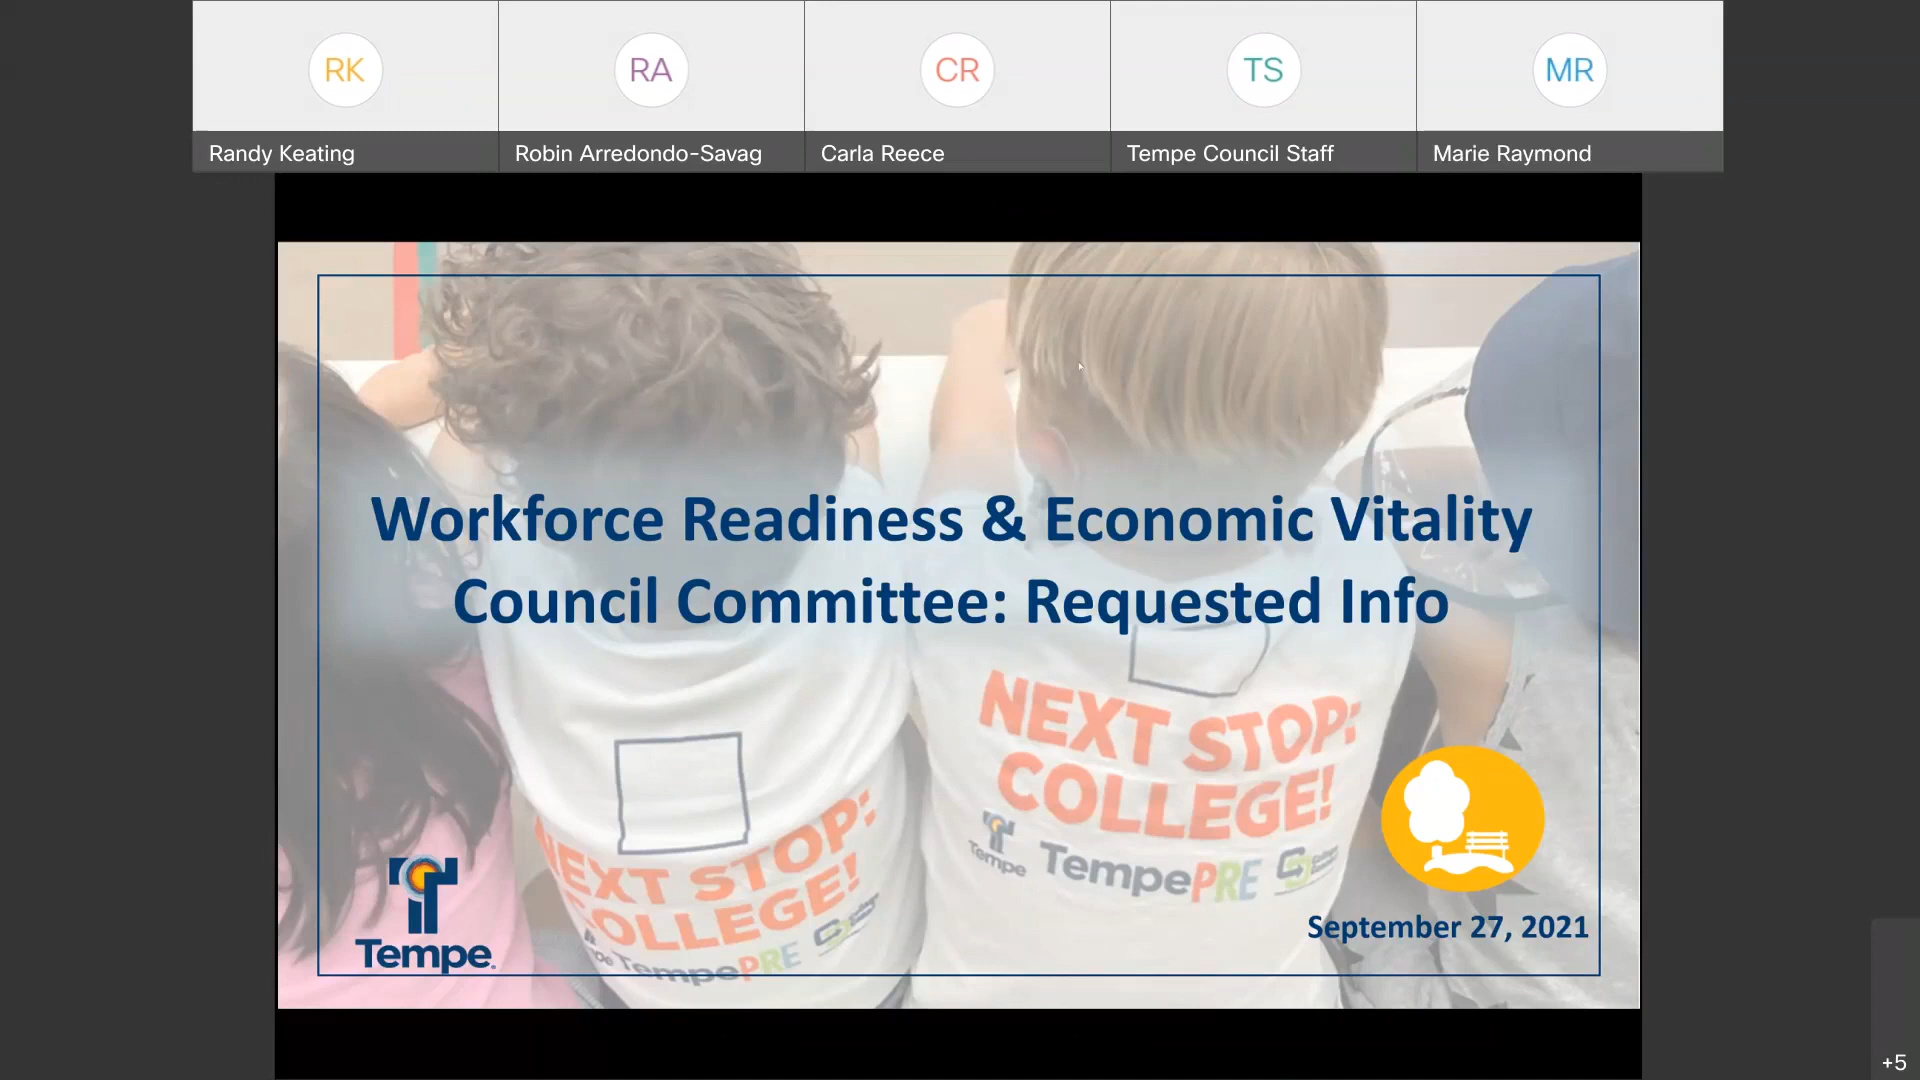 RK
RA
CR
TS
MR
Randy Keating
Robin Arredondo-Savag
Carla Reece
Tempe Council Staff
Marie Raymond
Workforce Readiness & Economic Vitality
Council Committee: Requested Info
NEXT STOP:
COLLEGE!
Tempe
TempePRE
NEXT STOP:
COLLEGE!
TempePRE
Tempe
September 27, 2021
+5